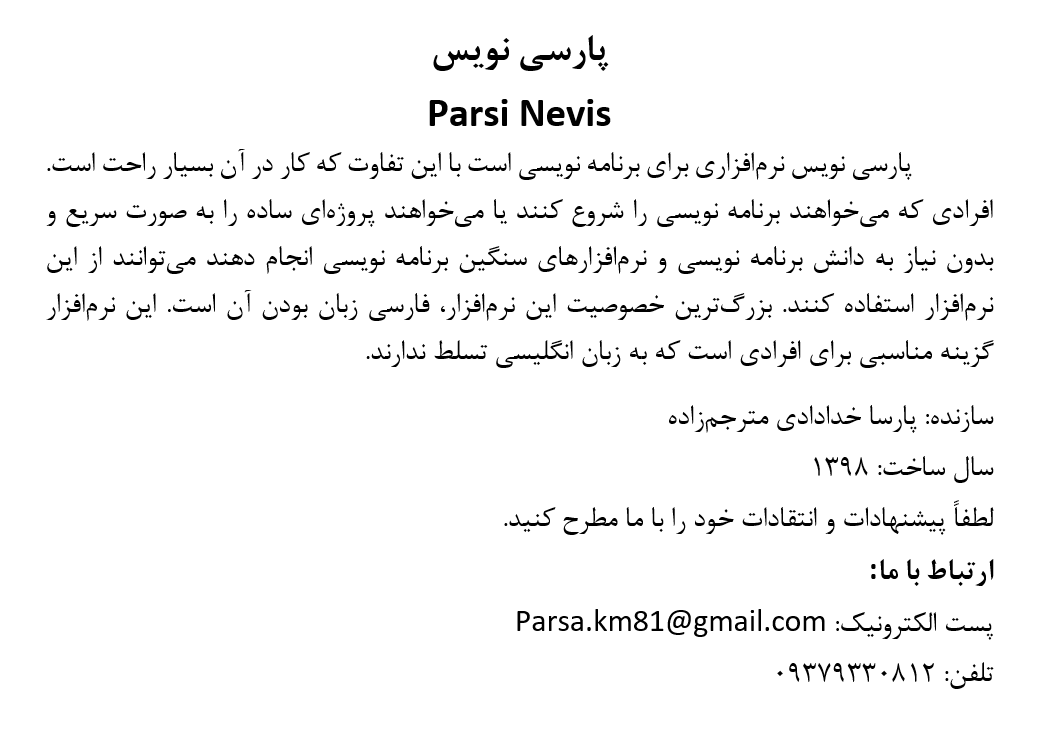 پارسی نویس
Parsi Nevis
پارسی نویس نرم‌افزاری برای برنامه نویسی است با این تفاوت که کار در آن بسیار راحت است.
افرادی که می‌خواهند برنامه نویسی را شروع کنند یا می‌خواهند پروژه‌ای ساده را به صورت سریع و
بدون نیاز به دانش برنامه نویسی و نرم‌افزارهای سنگین برنامه نویسی انجام دهند می‌توانند از این
نرم‌افزار استفاده کنند. بزرگ‌ترین خصوصیت این نرم‌افزار، فارسی زبان بودن آن است. این نرم‌افزار
گزینه مناسبی برای افرادی است که به زبان انگلیسی تسلط ندارند.
سازنده: پارسا خدادادی مترجم‌زاده
سال ساخت: ۱۳۹۸
لطفاً پیشنهادات و انتقادات خود را با ما مطرح کنید.
ارتباط با ما:
پست الکترونیک: Parsa.km81@gmail.com
تلفن: ۰۹۳۷۹۳۳۰۸۱۲